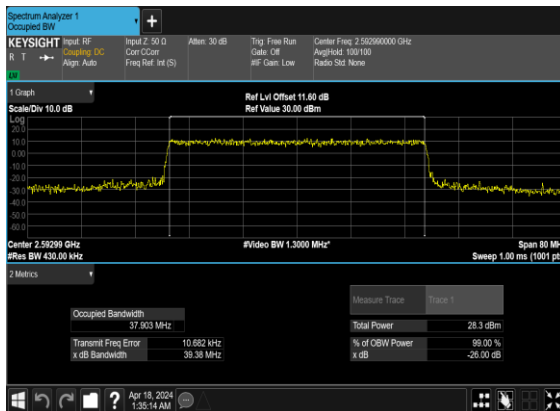 Spectrum Analyzer 1
Occupied BW
KEYSIGHT
R T
Input: RF
Coupling: DC
Align: Auto
Input Z: 50 Ω
Corr CCorr
Freq Ref: Int (S)
Atten: 30 dB
Trig: Free Run
Gate: Off
#IF Gain: Low
Center Freq: 2.592990000 GHz
Avg|Hold: 100/100
Radio Std: None
1 Graph
Scale/Div 10.0 dB
Ref Lvl Offset 11.60 dB
Ref Value 30.00 dBm
Log
20.0
10.0
0.00
-10.0
-20.0
-30.0
-40.0
-50.0
-60.0
Center 2.59299 GHz
#Res BW 430.00 kHz
#Video BW 1.3000 MHz*
Span 80 MH
Sweep 1.00 ms (1001 pt
2 Metrics
Measure Trace
Trace 1
Occupied Bandwidth
37.903 MHz
Total Power
28.3 dBm
Transmit Freq Error
10.682 kHz
% of OBW Power
99.00 %
x dB Bandwidth
39.38 MHz
x dB
-26.00 dB
Apr 18, 2024
1:35:14 AM